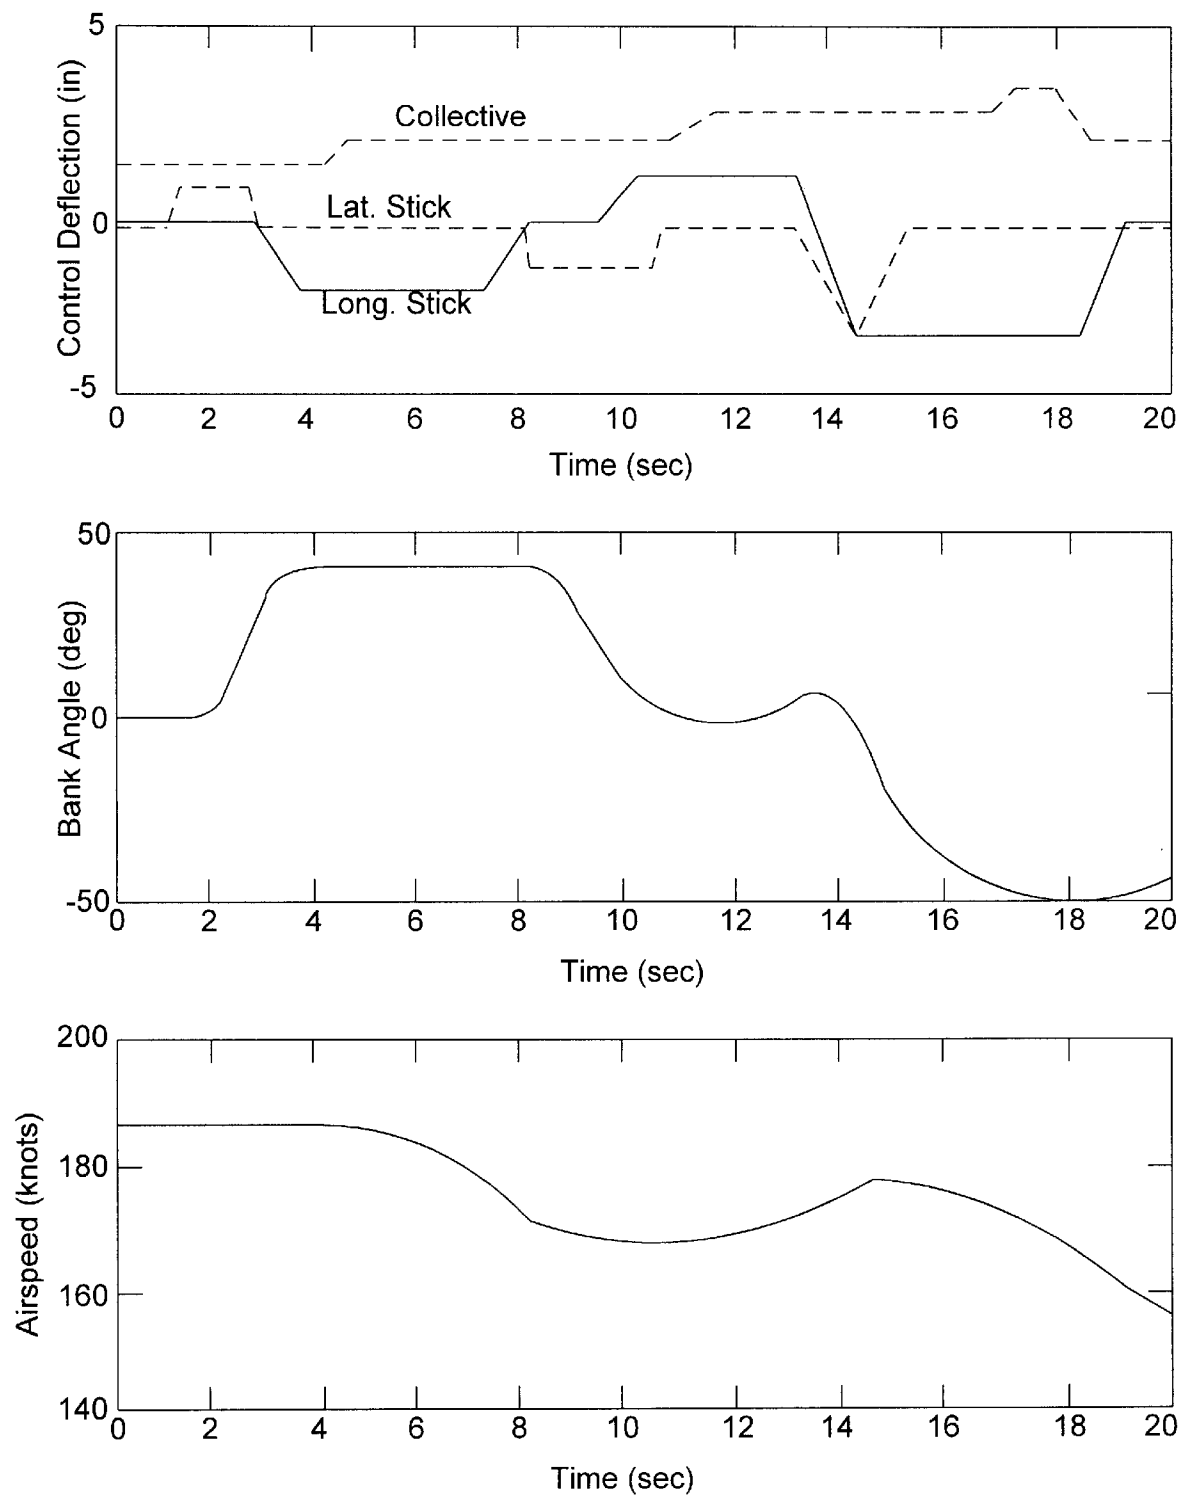 5
Collective
Lat. Stick
0
Long. Stick
-5
Control Deflection (in)
0 2 4 6 8 10 12 14 16 18 20
Time (sec)
50
0
-50
Bank Angle (deg)
0 2 4 6 8 10 12 14 16 18 20
Time (sec)
200
180
160
140
Airspeed (knots)
0 2 4 6 8 10 12 14 16 18 20
Time (sec)